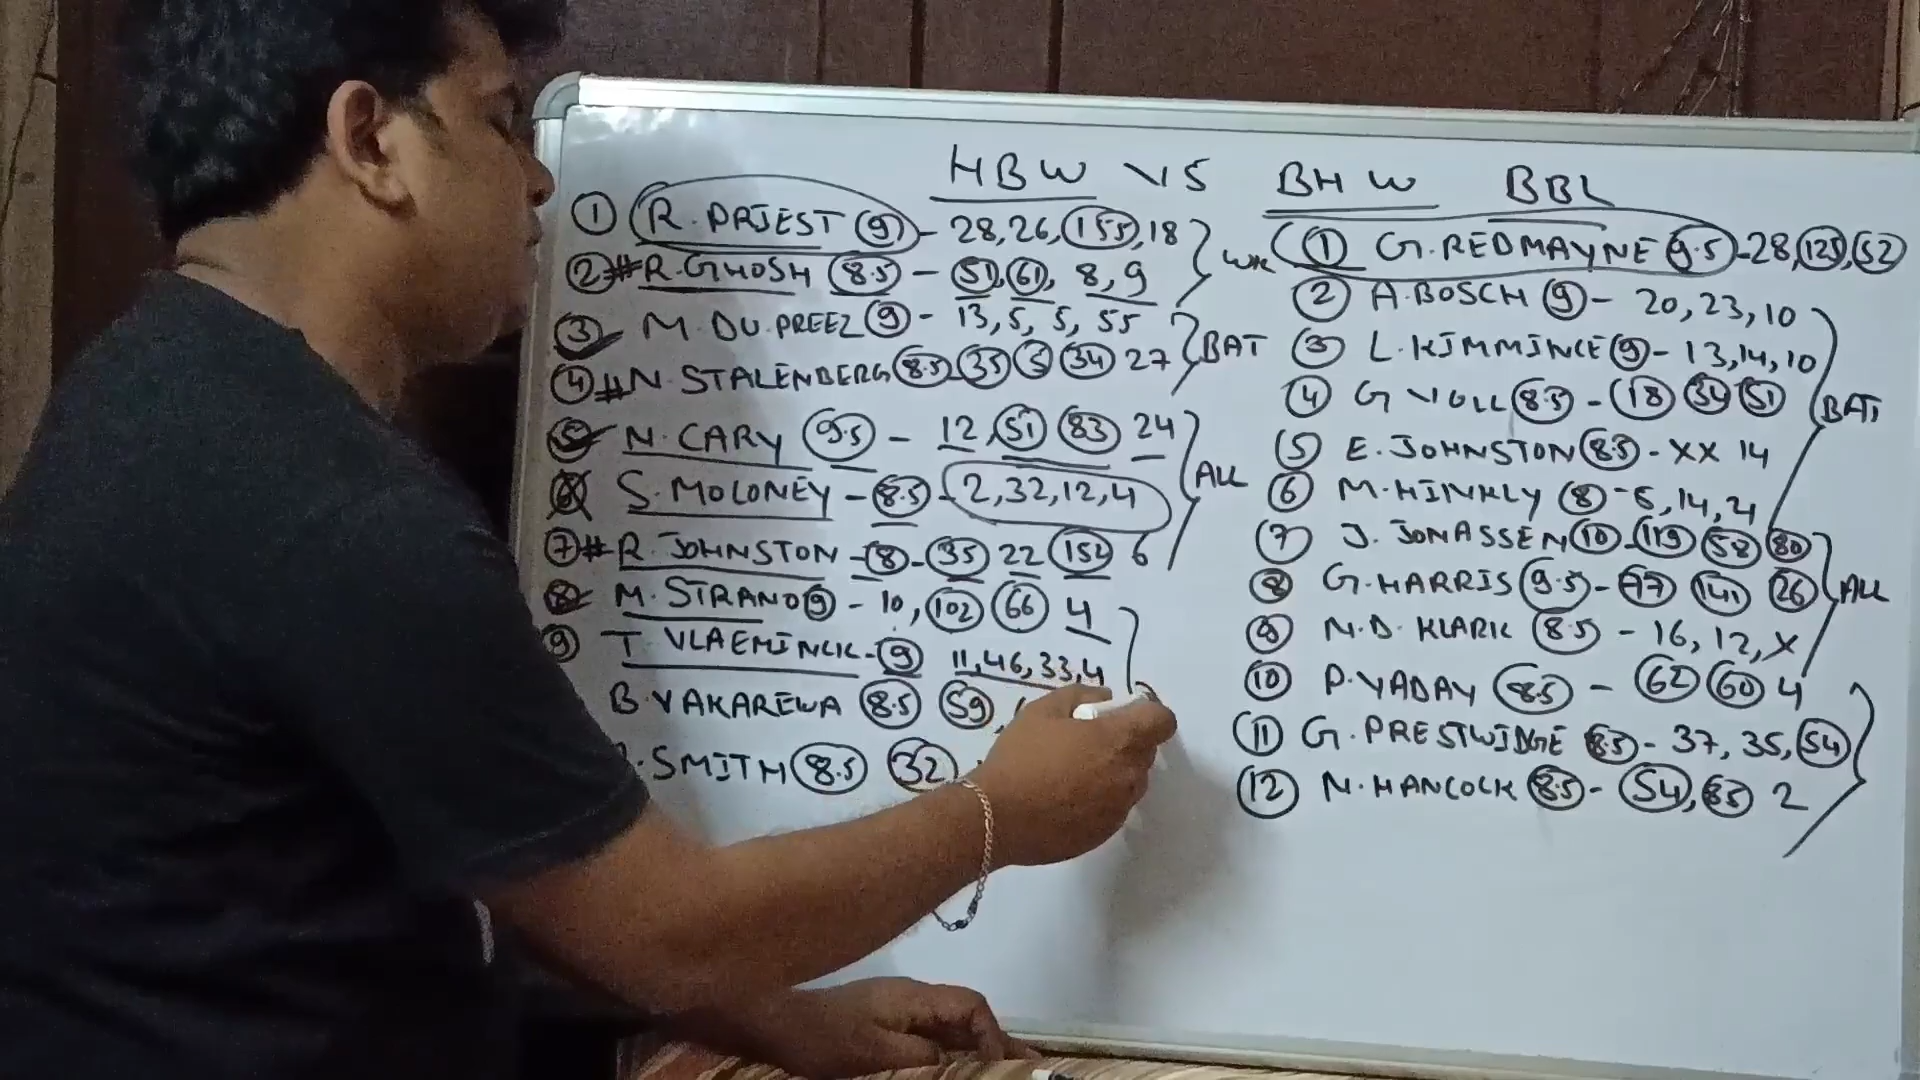 HBW VS BHW BBL
① R. PRIEST (9) - 28, 26, 155, 18 WK
② # R. GHOSH (8.5) - 51, 61, 8, 9
③ M. DU. PREEZ (9) - 13, 5, 5, 55
④ # N. STALENBERG (8.5) 35 5 34 27 BAT
⑤ N. CARY (9.5) - 12, 51 83 24
⑥ S. MOLONEY - 8.5 - 2, 32, 12, 4 ALL
⑦ # R. JOHNSTON - 8 - 35 22 152 6
⑧ M. STRANO 9 - 10, 102 66 4
⑨ T. VLAEMINCK - 9 11, 46, 33, 4
B. VAKAREWA (8.5) 59,
SMITH (8.5) 32
① G. REDMAYNE (9.5) - 28, 125, 52
② A. BOSCH (9) - 20, 23, 10
③ L. KIMMINCE (9) - 13, 14, 10
④ G VOLL (8.5) - 18 34 51 BAT
⑤ E. JOHNSTON (8.5) - XX 14
⑥ M. HINKLY (8) - 6, 14, 21
⑦ J. JONASSEN (10) - 119 58 80
⑧ G. HARRIS (9.5) - 77 141 26 ALL
⑨ N. D. KLARK (8.5) - 16, 12, X
⑩ P. YADAV (8.5) - 62 60 4
⑪ G. PRESTWIDGE 8.5 - 37, 35, 54
⑫ N. HANCOCK (8.5) - 54, 85 2